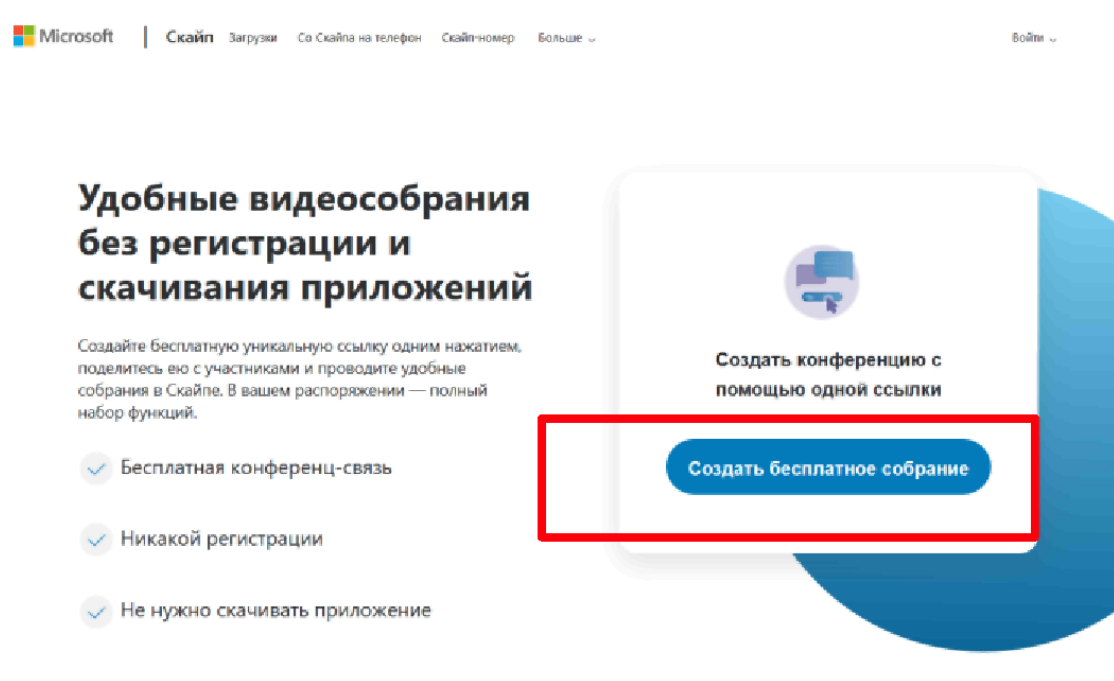 Microsoft | Скайп Загрузки Со Скайпа на телефон Скайп-номер Больше Войти
Удобные видеособрания
без регистрации и
скачивания приложений
Создайте бесплатную уникальную ссылку одним нажатием,
поделитесь ею с участниками и проводите удобные
собрания в Скайпе. В вашем распоряжении — полный
набор функций.
Бесплатная конференц-связь
Никакой регистрации
Не нужно скачивать приложение
Создать конференцию с
помощью одной ссылки
Создать бесплатное собрание